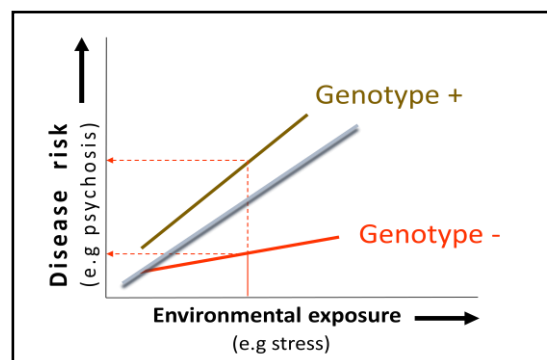 Genotype +
Disease risk
(e.g psychosis)
Genotype -
Environmental exposure
(e.g stress)